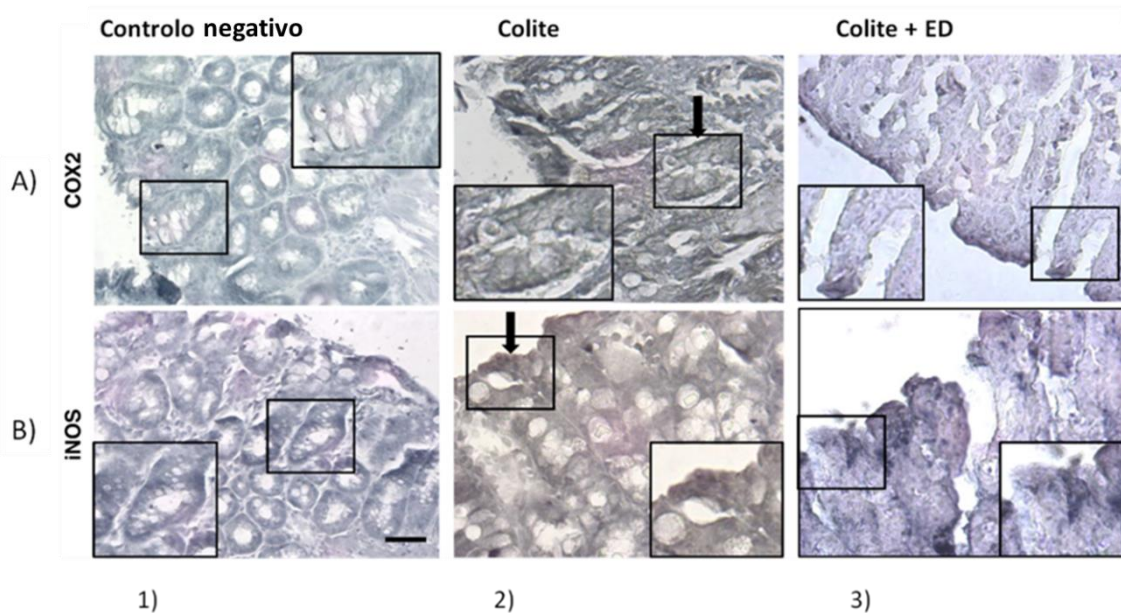 Controlo negativo Colite Colite + ED
A) COX2
B) iNOS
1) 2) 3)